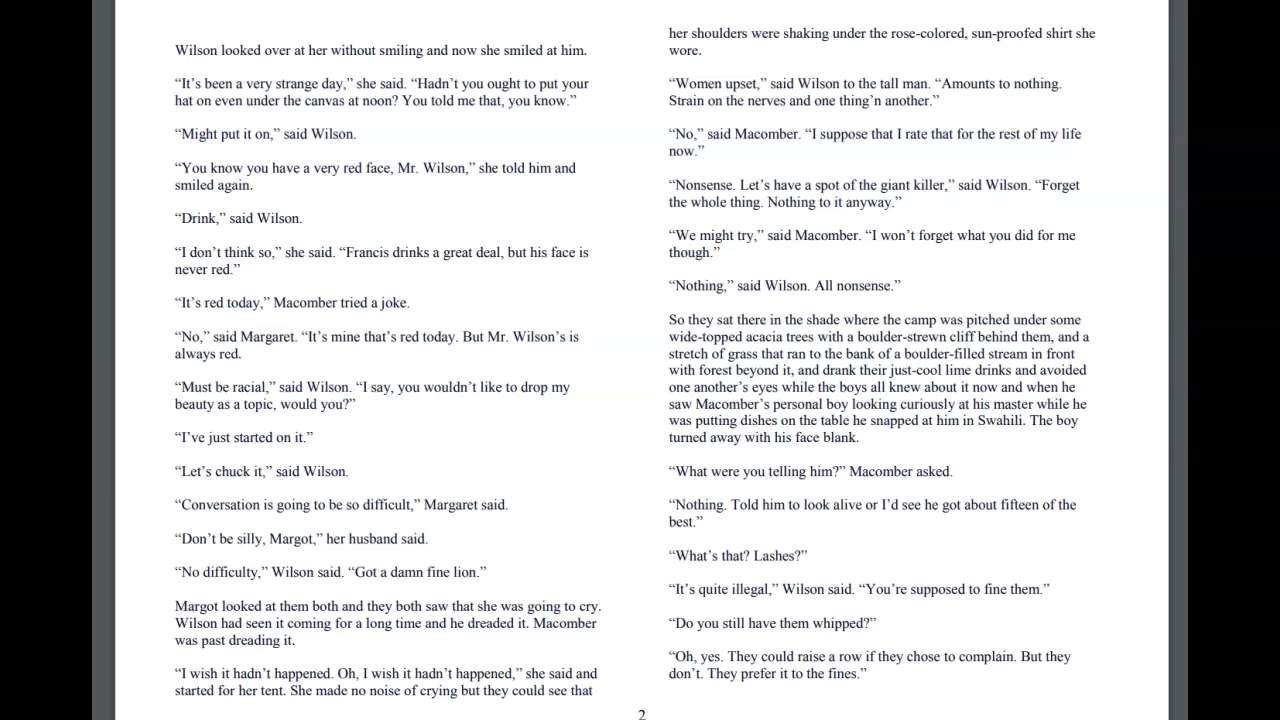 Wilson looked over at her without smiling and now she smiled at him.
“It’s been a very strange day,” she said. “Hadn’t you ought to put your
hat on even under the canvas at noon? You told me that, you know.”
“Might put it on,” said Wilson.
“You know you have a very red face, Mr. Wilson,” she told him and
smiled again.
“Drink,” said Wilson.
“I don’t think so,” she said. “Francis drinks a great deal, but his face is
never red.”
“It’s red today,” Macomber tried a joke.
“No,” said Margaret. “It’s mine that’s red today. But Mr. Wilson’s is
always red.
“Must be racial,” said Wilson. “I say, you wouldn’t like to drop my
beauty as a topic, would you?”
“I’ve just started on it.”
“Let’s chuck it,” said Wilson.
“Conversation is going to be so difficult,” Margaret said.
“Don’t be silly, Margot,” her husband said.
“No difficulty,” Wilson said. “Got a damn fine lion.”
Margot looked at them both and they both saw that she was going to cry.
Wilson had seen it coming for a long time and he dreaded it. Macomber
was past dreading it.
“I wish it hadn’t happened. Oh, I wish it hadn’t happened,” she said and
started for her tent. She made no noise of crying but they could see that
her shoulders were shaking under the rose-colored, sun-proofed shirt she
wore.
“Women upset,” said Wilson to the tall man. “Amounts to nothing.
Strain on the nerves and one thing’n another.”
“No,” said Macomber. “I suppose that I rate that for the rest of my life
now.”
“Nonsense. Let’s have a spot of the giant killer,” said Wilson. “Forget
the whole thing. Nothing to it anyway.”
“We might try,” said Macomber. “I won’t forget what you did for me
though.”
“Nothing,” said Wilson. All nonsense.”
So they sat there in the shade where the camp was pitched under some
wide-topped acacia trees with a boulder-strewn cliff behind them, and a
stretch of grass that ran to the bank of a boulder-filled stream in front
with forest beyond it, and drank their just-cool lime drinks and avoided
one another’s eyes while the boys all knew about it now and when he
saw Macomber’s personal boy looking curiously at his master while he
was putting dishes on the table he snapped at him in Swahili. The boy
turned away with his face blank.
“What were you telling him?” Macomber asked.
“Nothing. Told him to look alive or I’d see he got about fifteen of the
best.”
“What’s that? Lashes?”
“It’s quite illegal,” Wilson said. “You’re supposed to fine them.”
“Do you still have them whipped?”
“Oh, yes. They could raise a row if they chose to complain. But they
don’t. They prefer it to the fines.”
2